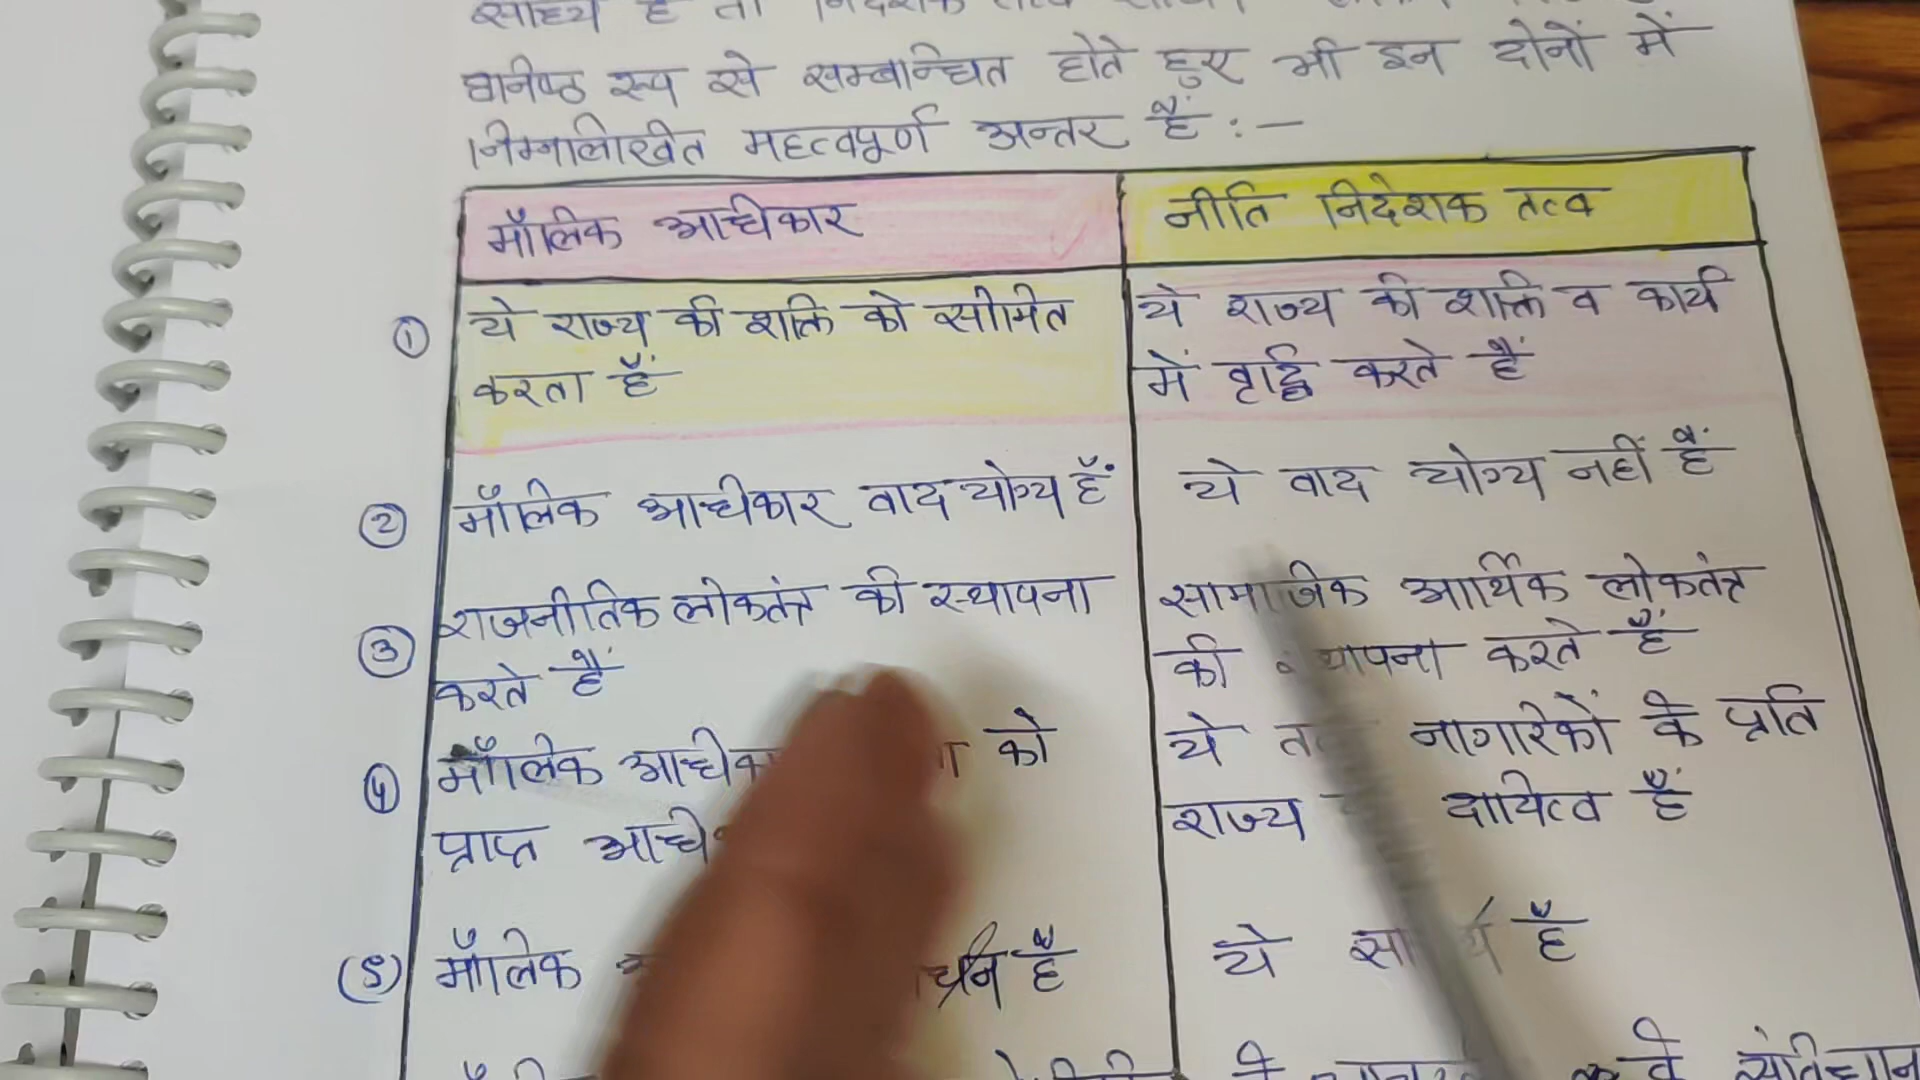 साध्य है तो
घनिष्ठ रूप से सम्बन्धित होते हुए भी इन दोनों में
निम्नलिखित महत्वपूर्ण अन्तर हैं :-
मौलिक अधिकार
नीति निदेशक तत्व
① ये राज्य की शक्ति को सीमित
करता है
ये राज्य की शक्ति व कार्य
में वृद्धि करते हैं
② मौलिक अधिकार वाद योग्य हैं
ये वाद योग्य नहीं हैं
③ राजनीतिक लोकतंत्र की स्थापना
करते हैं
सामाजिक आर्थिक लोकतंत्र
की करते हैं
④ मौलिक को
प्राप्त
ये नागरिकों के प्रति
राज्य दायित्व हैं
(5) मौलिक है
ये है